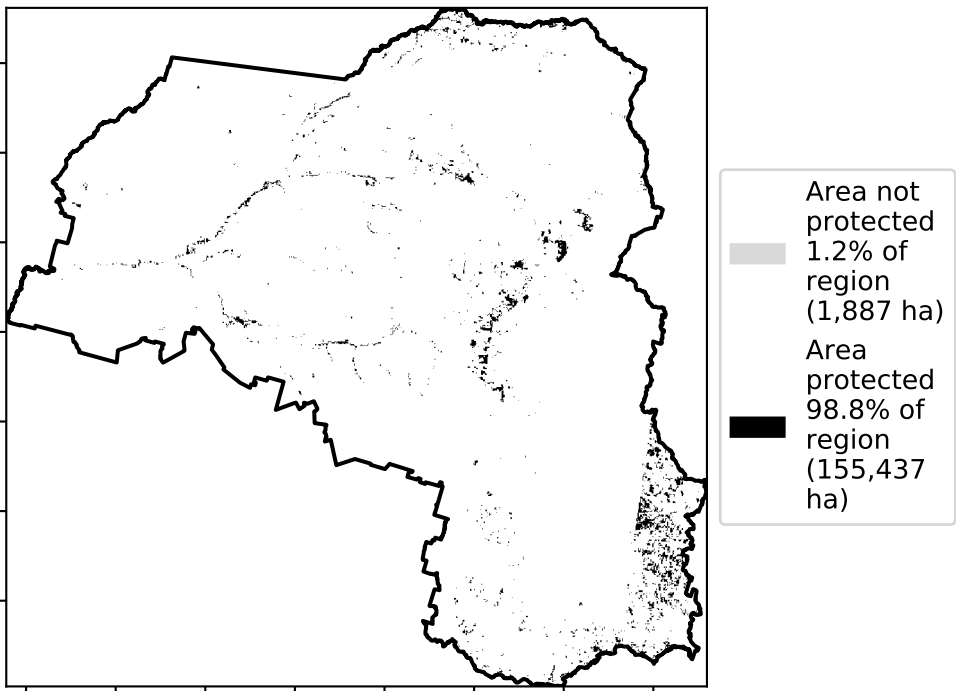 Area not
protected
1.2% of
region
(1,887 ha)
Area
protected
98.8% of
region
(155,437
ha)